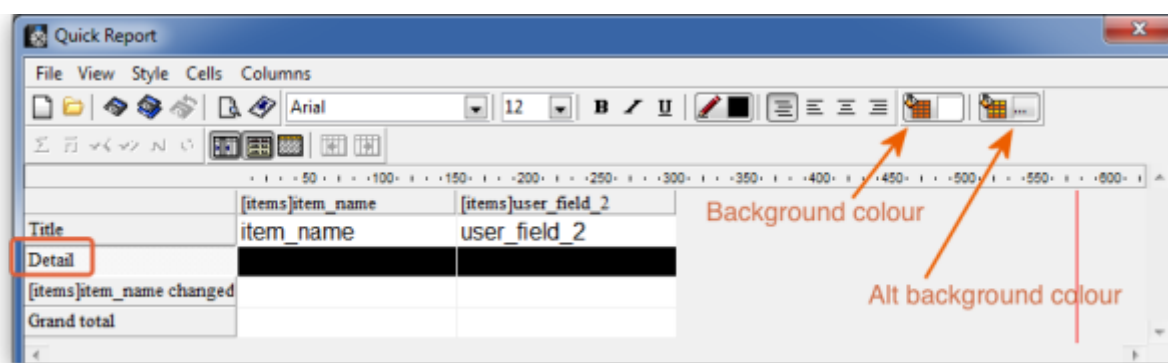 Quick Report
File View Style Cells Columns
Arial 12 B I U
50 100 150 200 250 300 350 400 450 500 550 600
[items]item_name [items]user_field_2
Background colour
Title item_name user_field_2
Detail
[items]item_name changed
Alt background colour
Grand total